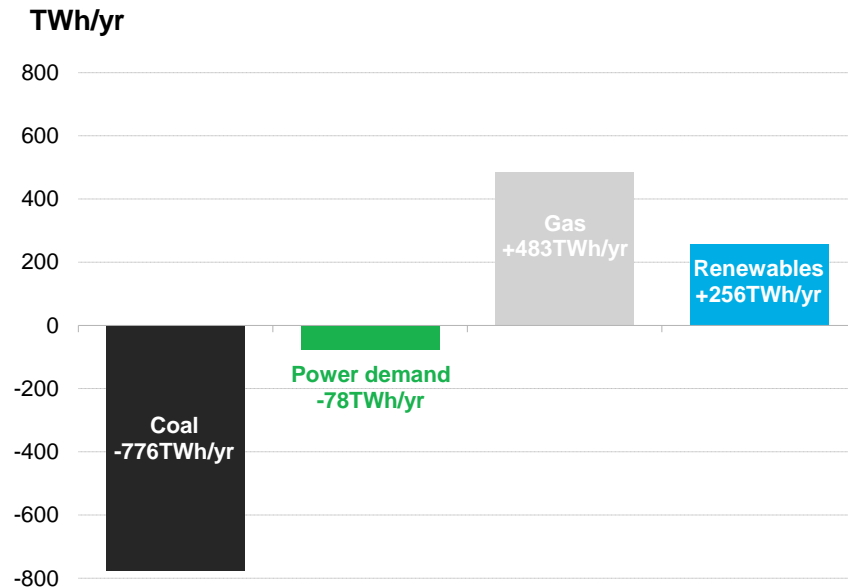 TWh/yr
800
600
400
200
0
-200
-400
-600
-800
Gas
+483TWh/yr
Renewables
+256TWh/yr
Power demand
-78TWh/yr
Coal
-776TWh/yr